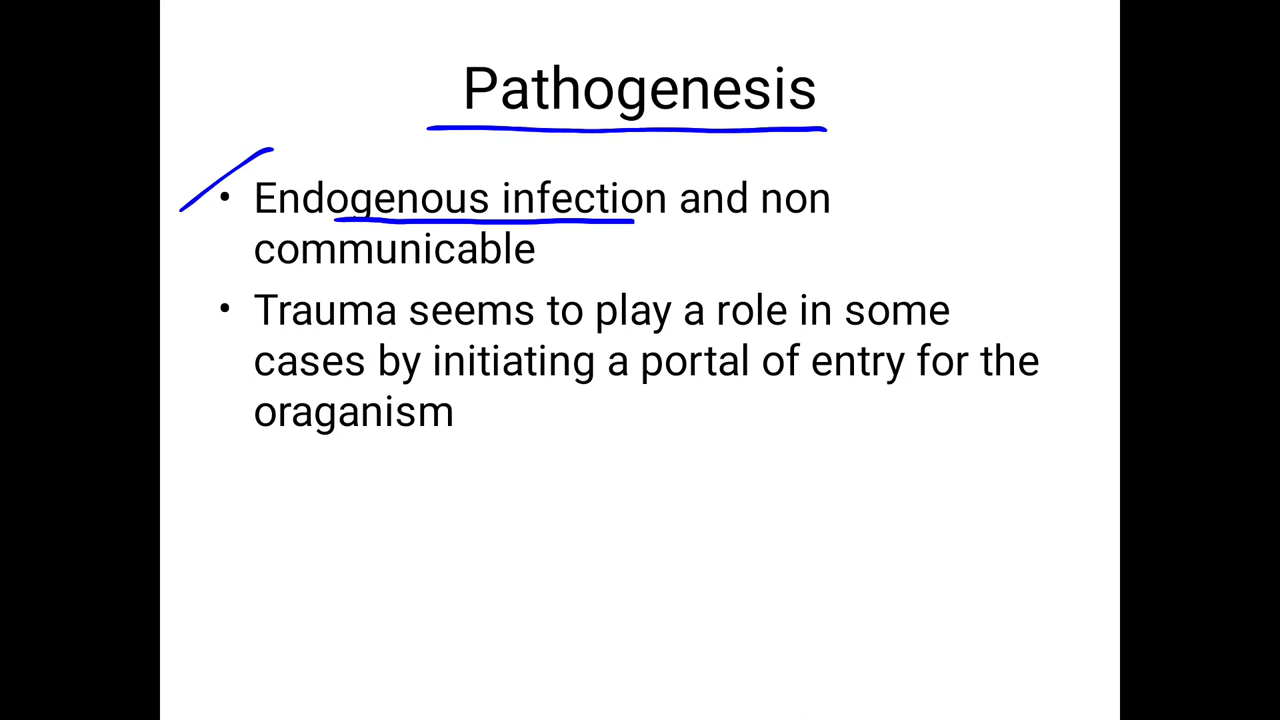 Pathogenesis
• Endogenous infection and non
communicable
• Trauma seems to play a role in some
cases by initiating a portal of entry for the
oraganism